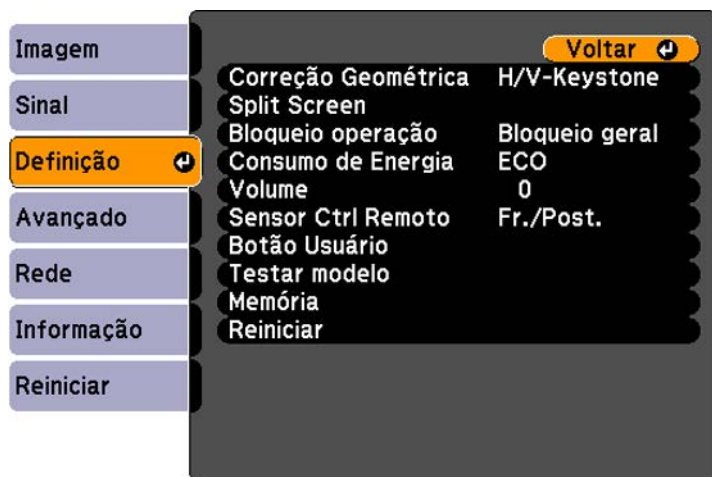 Imagem
Sinal
Definição
Avançado
Rede
Informação
Reiniciar
Voltar
Correção Geométrica H/V-Keystone
Split Screen
Bloqueio operação Bloqueio geral
Consumo de Energia ECO
Volume 0
Sensor Ctrl Remoto Fr./Post.
Botão Usuário
Testar modelo
Memória
Reiniciar